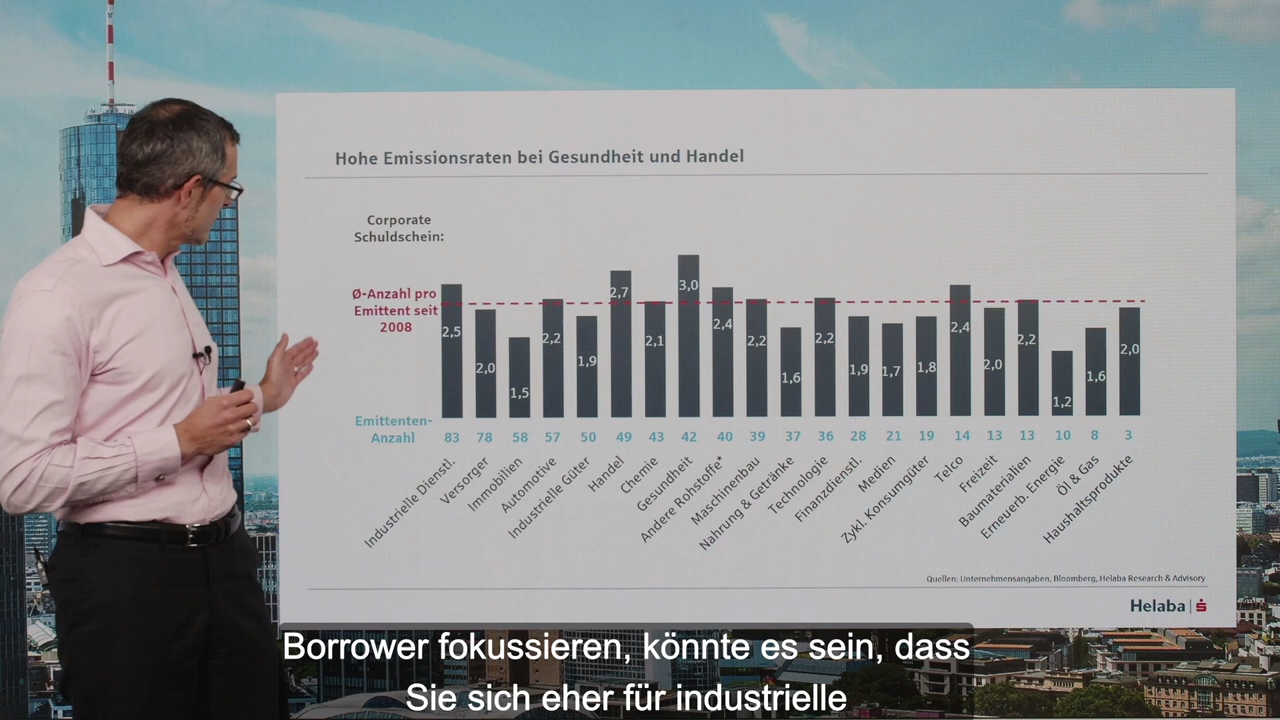 Hohe Emissionsraten bei Gesundheit und Handel
Corporate
Schuldschein:
Ø-Anzahl pro
Emittent seit
2008
2,5 2,0 1,5 2,2 1,9 2,7 2,1 3,0 2,4 2,2 1,6 2,2 1,9 1,7 1,8 2,4 2,0 2,2 1,2 1,6 2,0
Emittenten-
Anzahl
83 78 58 57 50 49 43 42 40 39 37 36 28 21 19 14 13 13 10 8 3
Industrielle Dienstl.
Versorger
Immobilien
Automotive
Industrielle Güter
Handel
Chemie
Gesundheit
Andere Rohstoffe*
Maschinenbau
Nahrung & Getränke
Technologie
Finanzdienstl.
Medien
Zykl. Konsumgüter
Telco
Freizeit
Baumaterialien
Erneuerb. Energie
Öl & Gas
Haushaltsprodukte
Quellen: Unternehmensangaben, Bloomberg, Helaba Research & Advisory
Helaba
Borrower fokussieren, könnte es sein, dass
Sie sich eher für industrielle